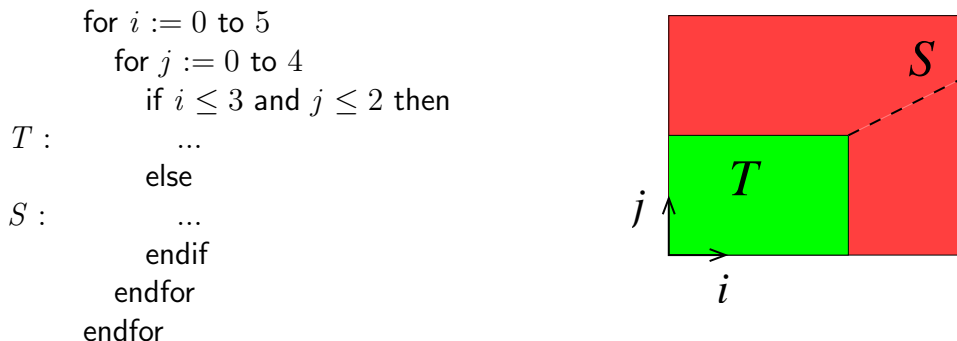 for i := 0 to 5
for j := 0 to 4
if i ≤ 3 and j ≤ 2 then
T : ...
else
S : ...
endif
endfor
endfor
S
T
j
i